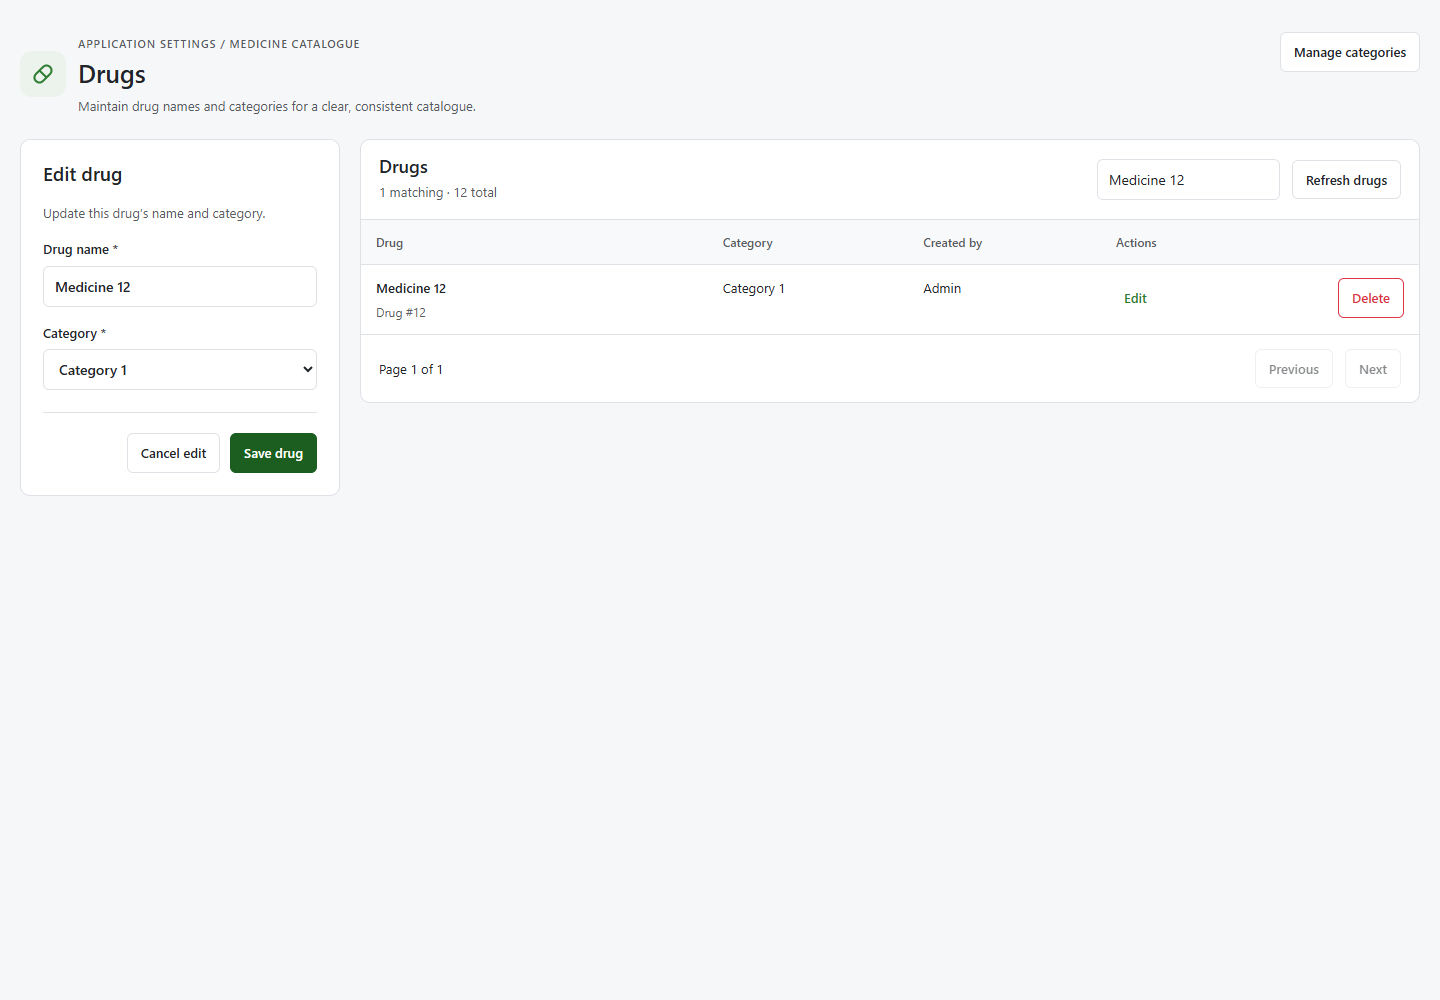 APPLICATION SETTINGS / MEDICINE CATALOGUE
Drugs
Maintain drug names and categories for a clear, consistent catalogue.
Manage categories
Edit drug
Update this drug's name and category.
Drug name *
Medicine 12
Category *
Category 1
Cancel edit
Save drug
Drugs
1 matching · 12 total
Medicine 12
Refresh drugs
Drug
Category
Created by
Actions
Medicine 12
Drug #12
Category 1
Admin
Edit
Delete
Page 1 of 1
Previous
Next